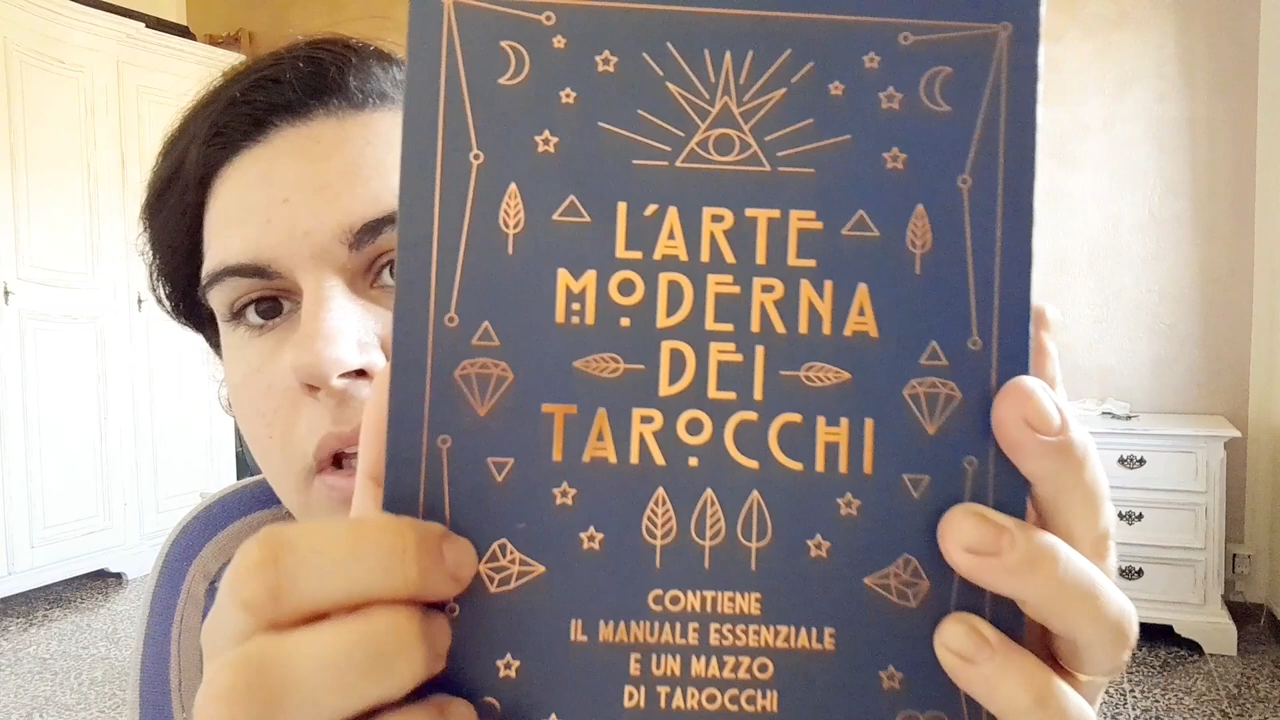 L'ARTE
MODERNA
DEI
TAROCCHI
CONTIENE
IL MANUALE ESSENZIALE
E UN MAZZO
DI TAROCCHI